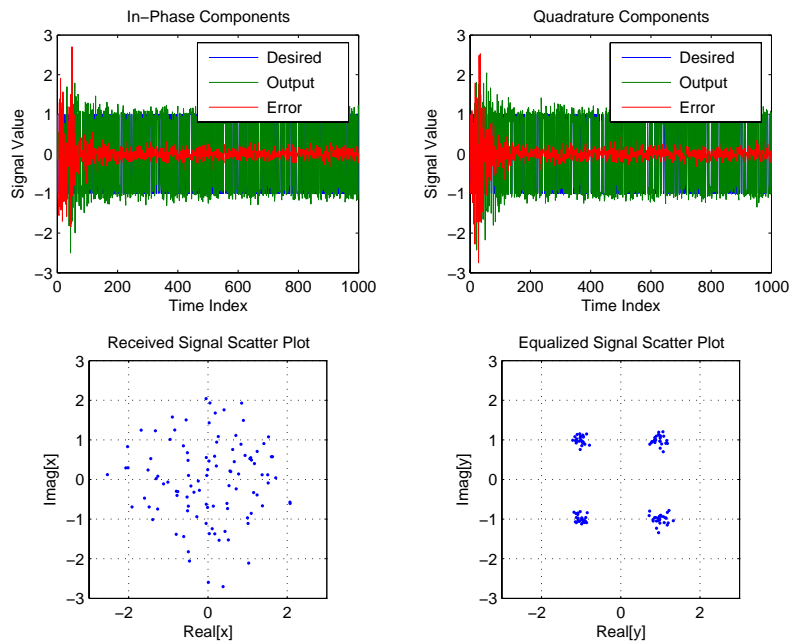 In−Phase Components
3
2
1
0
−1
−2
−3
Signal Value
Desired
Output
Error
0
200
400
600
800
1000
Time Index
Quadrature Components
3
2
1
0
−1
−2
−3
Signal Value
Desired
Output
Error
0
200
400
600
800
1000
Time Index
Received Signal Scatter Plot
3
2
1
0
−1
−2
−3
Imag[x]
−2
0
2
Real[x]
Equalized Signal Scatter Plot
3
2
1
0
−1
−2
−3
Imag[y]
−2
0
2
Real[y]